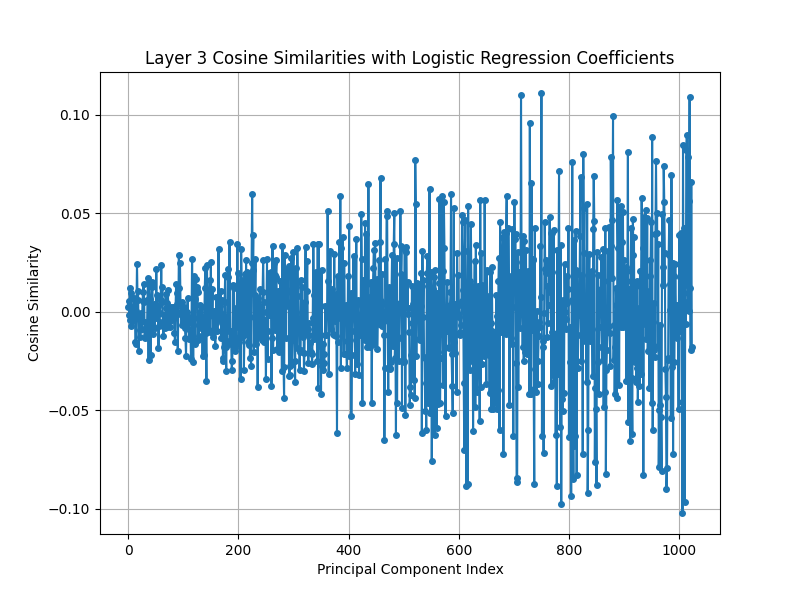 Layer 3 Cosine Similarities with Logistic Regression Coefficients
0.10
0.05
0.00
−0.05
−0.10
Cosine Similarity
0 200 400 600 800 1000
Principal Component Index